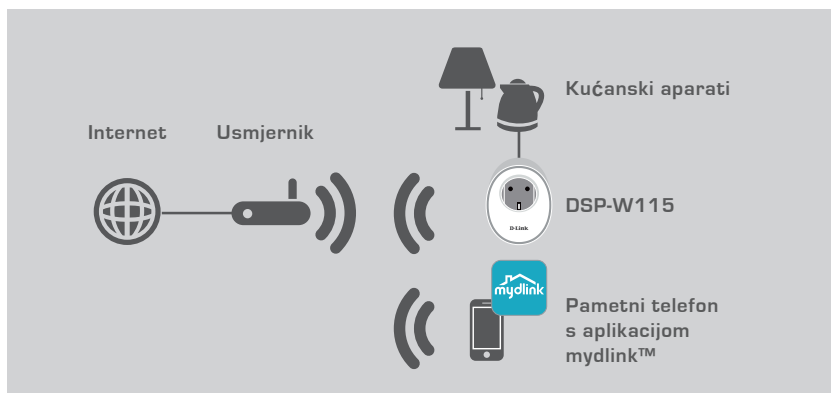 Kućanski aparati
Internet
Usmjernik
DSP-W115
D-Link
mydlink
Pametni telefon
s aplikacijom
mydlink™